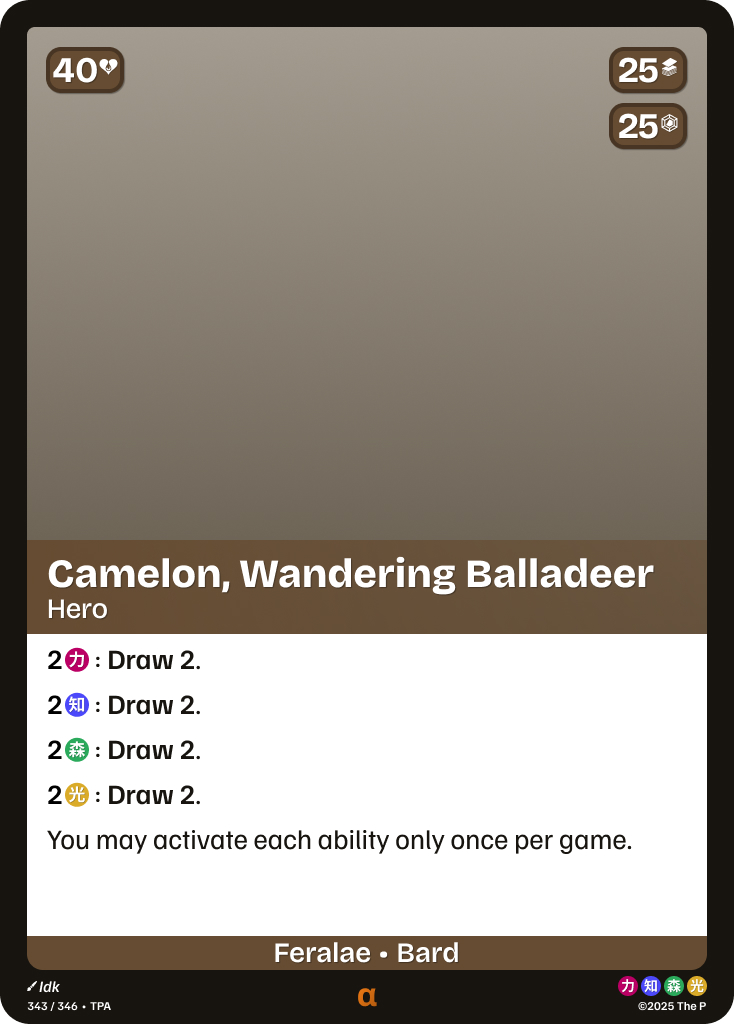 40
25
25
Camelon, Wandering Balladeer
Hero
2力: Draw 2.
2知: Draw 2.
2森: Draw 2.
2光: Draw 2.
You may activate each ability only once per game.
Feralae • Bard
Idk
343 / 346 • TPA
α
力知森光
©2025 The P